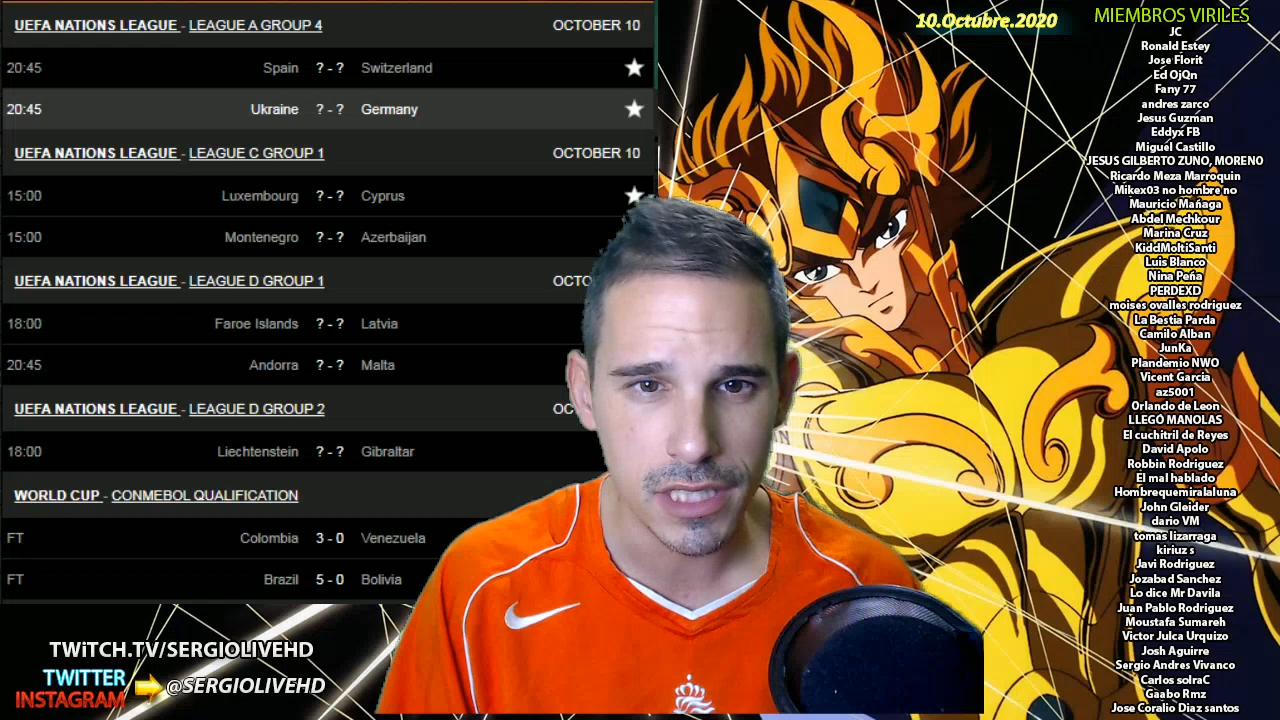 UEFA NATIONS LEAGUE - LEAGUE A GROUP 4 OCTOBER 10
20:45 Spain ? - ? Switzerland
20:45 Ukraine ? - ? Germany
UEFA NATIONS LEAGUE - LEAGUE C GROUP 1 OCTOBER 10
15:00 Luxembourg ? - ? Cyprus
15:00 Montenegro ? - ? Azerbaijan
UEFA NATIONS LEAGUE - LEAGUE D GROUP 1 OCTO
18:00 Faroe Islands ? - ? Latvia
20:45 Andorra ? - ? Malta
UEFA NATIONS LEAGUE - LEAGUE D GROUP 2 OC
18:00 Liechtenstein ? - ? Gibraltar
WORLD CUP - CONMEBOL QUALIFICATION
FT Colombia 3 - 0 Venezuela
FT Brazil 5 - 0 Bolivia
TWiTCH.TV/SERGIOLIVEHD
TWITTER
INSTAGRAM
@SERGIOLIVEHD
10.Octubre.2020
MIEMBROS VIRILES
JC
Ronald Estey
Jose Florit
Ed OjQn
Fany 77
andres zarco
Jesus Guzman
Eddyx FB
Miguel Castillo
JESUS GILBERTO ZUNO, MORENO
Ricardo Meza Marroquin
Mikex03 no hombre no
Mauricio Mañaga
Abdel Mechkour
Marina Cruz
KiddMoltiSanti
Luis Blanco
Nina Peña
PERDEXD
moises ovalles rodriguez
La Bestia Parda
Camilo Alban
JunKa
Plandemio NWO
Vicent Garcia
az5001
Orlando de Leon
LLEGÓ MANOLAS
El cuchitril de Reyes
David Apolo
Robbin Rodriguez
El mal hablado
Hombrequemiralaluna
John Gleider
dario VM
tomas lizarraga
kiriuz s
Javi Rodriguez
Jozabad Sanchez
Lo dice Mr Davila
Juan Pablo Rodriguez
Moustafa Sumareh
Victor Julca Urquizo
Josh Aguirre
Sergio Andres Vivanco
Carlos solraC
Gaabo Rmz
Jose Coralio Diaz santos